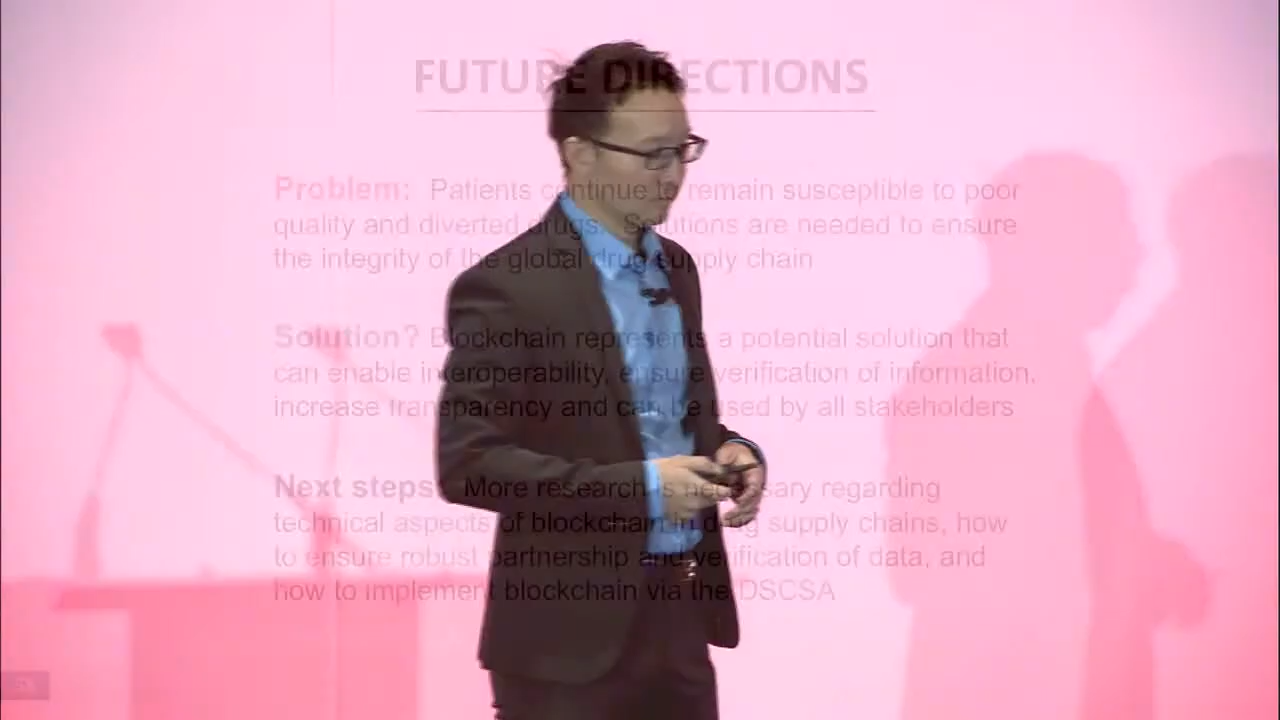 FUTURE DIRECTIONS
Problem: Patients continue to remain susceptible to poor
quality and diverted drugs. Solutions are needed to ensure
the integrity of the global drug supply chain
Solution? Blockchain represents a potential solution that
can enable interoperability, ensure verification of information,
increase transparency and can be used by all stakeholders
Next steps: More research is necessary regarding
technical aspects of blockchain in drug supply chains, how
to ensure robust partnership and verification of data, and
how to implement blockchain via the DSCSA